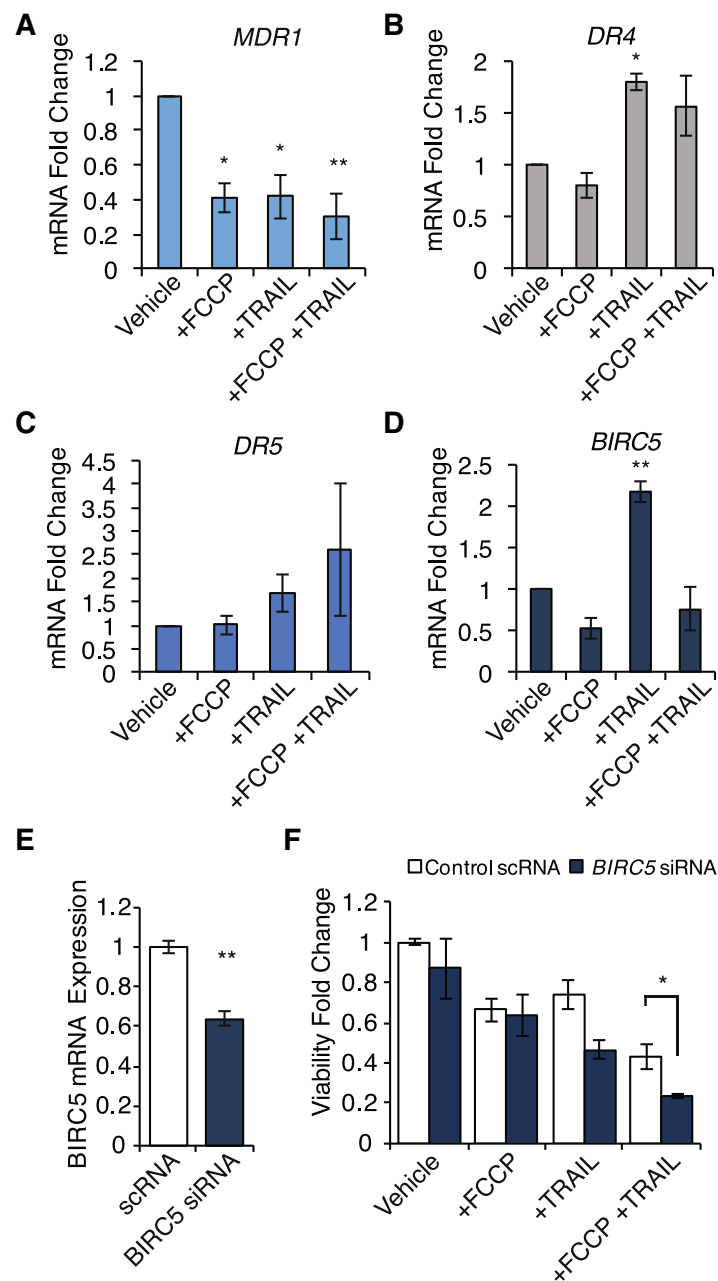 A
MDR1
mRNA Fold Change
1.2
1
0.8
0.6
0.4
0.2
0
*
*
**
Vehicle
+FCCP
+TRAIL
+FCCP +TRAIL
B
DR4
mRNA Fold Change
2
1.5
1
0.5
0
*
Vehicle
+FCCP
+TRAIL
+FCCP +TRAIL
C
DR5
mRNA Fold Change
4.5
4
3.5
3
2.5
2
1.5
1
0.5
0
Vehicle
+FCCP
+TRAIL
+FCCP +TRAIL
D
BIRC5
mRNA Fold Change
2.5
2
1.5
1
0.5
0
**
Vehicle
+FCCP
+TRAIL
+FCCP +TRAIL
E
BIRC5 mRNA Expression
1.2
1
0.8
0.6
0.4
0.2
0
**
scRNA
BIRC5 siRNA
F
Control scRNA BIRC5 siRNA
Viability Fold Change
1.2
1
0.8
0.6
0.4
0.2
0
*
Vehicle
+FCCP
+TRAIL
+FCCP +TRAIL